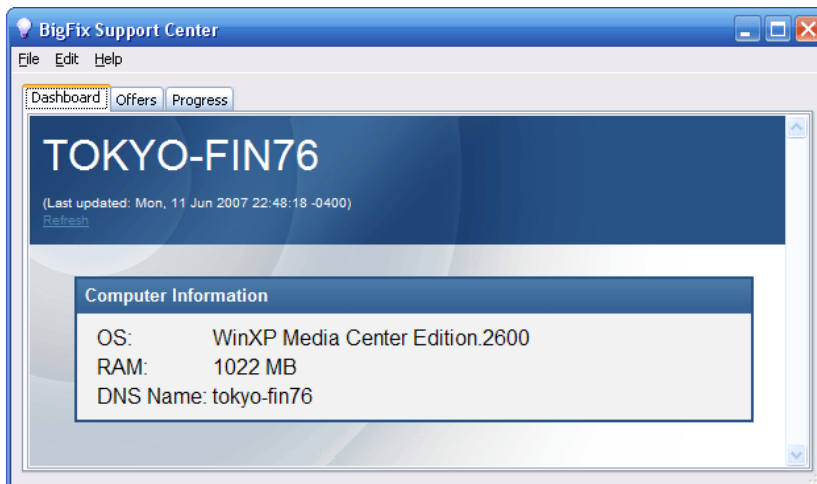 BigFix Support Center
File Edit Help
Dashboard Offers Progress
TOKYO-FIN76
(Last updated: Mon, 11 Jun 2007 22:48:18 -0400)
Refresh
Computer Information
OS: WinXP Media Center Edition.2600
RAM: 1022 MB
DNS Name: tokyo-fin76